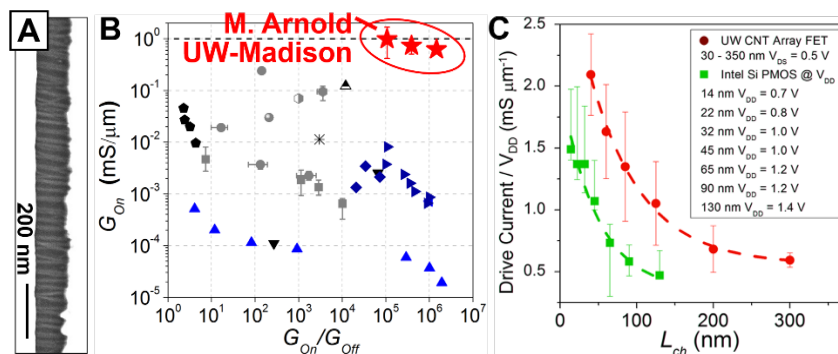 A
200 nm
B
M. Arnold
UW-Madison
G_On (mS/μm)
10^0
10^-1
10^-2
10^-3
10^-4
10^-5
10^0 10^1 10^2 10^3 10^4 10^5 10^6 10^7
G_On/G_Off
C
UW CNT Array FET
30 - 350 nm V_DS = 0.5 V
Intel Si PMOS @ V_DD
14 nm V_DD = 0.7 V
22 nm V_DD = 0.8 V
32 nm V_DD = 1.0 V
45 nm V_DD = 1.0 V
65 nm V_DD = 1.2 V
90 nm V_DD = 1.2 V
130 nm V_DD = 1.4 V
Drive Current / V_DD (mS μm^-1)
2.5
2.0
1.5
1.0
0.5
0 100 200 300
L_ch (nm)